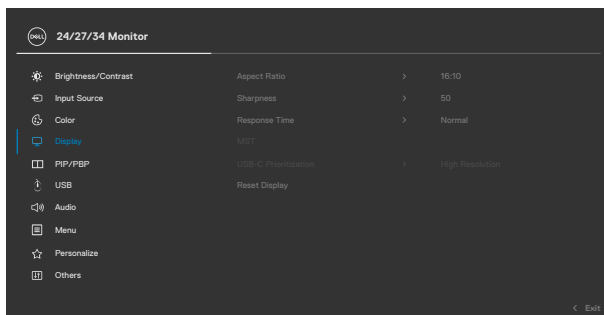 DELL 24/27/34 Monitor
Brightness/Contrast Aspect Ratio > 16:10
Input Source Sharpness > 50
Color Response Time > Normal
Display MST
PIP/PBP USB-C Prioritization > High Resolution
USB Reset Display
Audio
Menu
Personalize
Others
< Exit